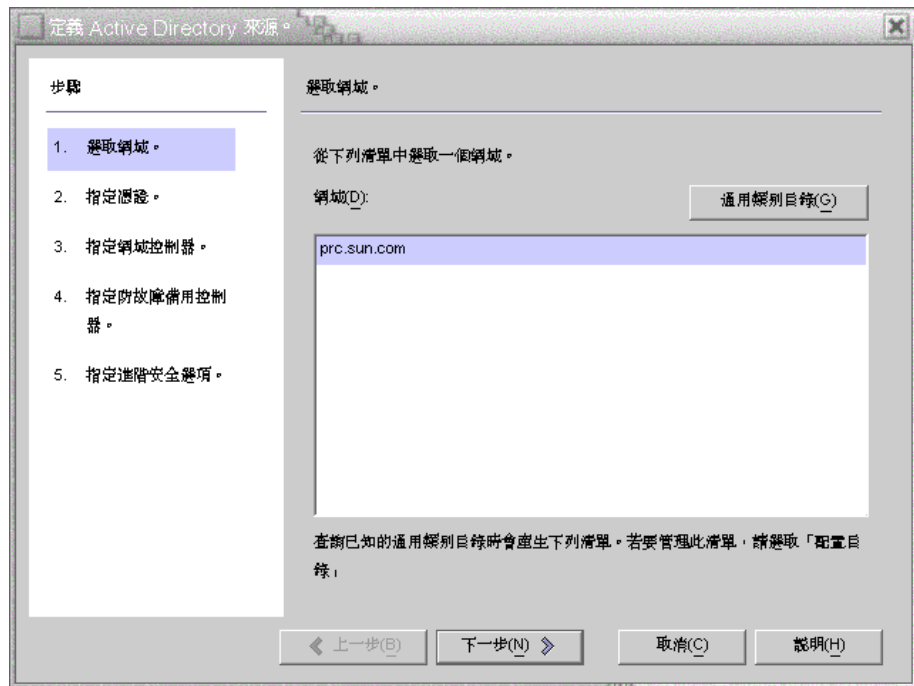 定義 Active Directory 來源。
步驟
1. 選取網域。
2. 指定憑證。
3. 指定網域控制器。
4. 指定防故障備用控制
器。
5. 指定進階安全選項。
選取網域。
從下列清單中選取一個網域。
網域(D):
通用類別目錄(G)
prc.sun.com
查詢已知的通用類別目錄時會產生下列清單。若要管理此清單，請選取「配置目
錄」
上一步(B)
下一步(N)
取消(C)
說明(H)